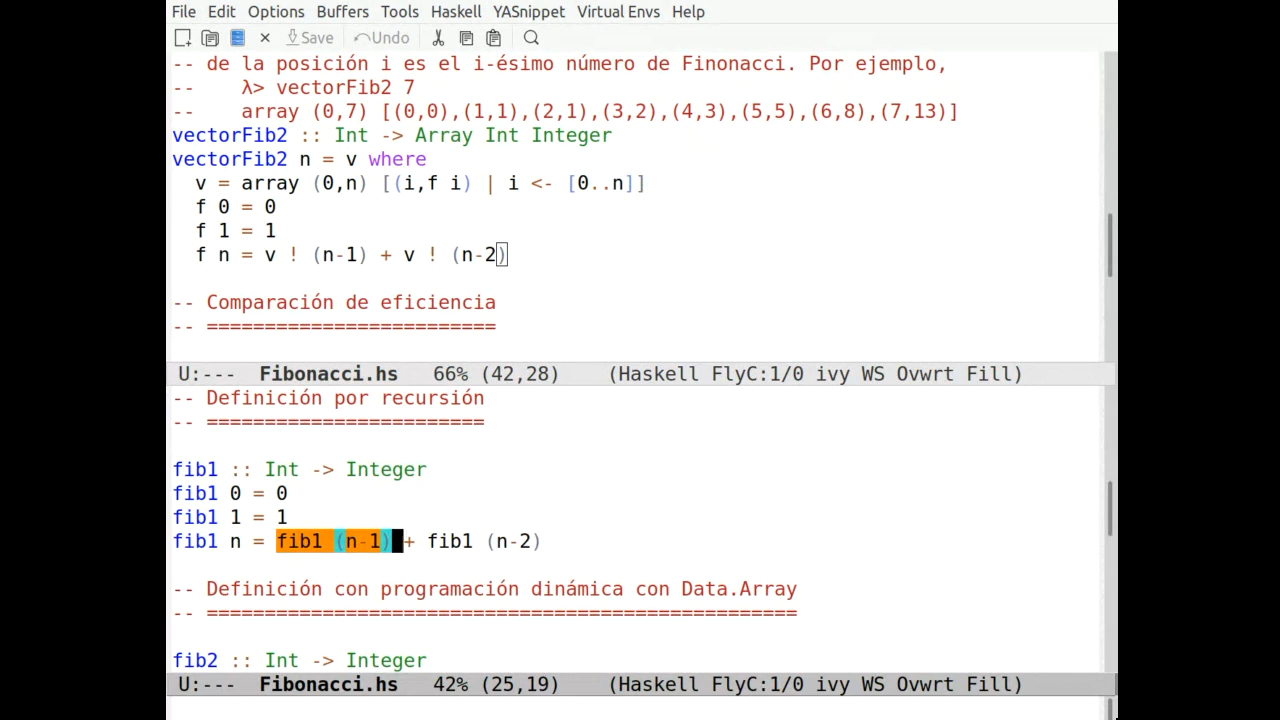 File Edit Options Buffers Tools Haskell YASnippet Virtual Envs Help
Save Undo
-- de la posición i es el i-ésimo número de Finonacci. Por ejemplo,
--    λ> vectorFib2 7
--    array (0,7) [(0,0),(1,1),(2,1),(3,2),(4,3),(5,5),(6,8),(7,13)]
vectorFib2 :: Int -> Array Int Integer
vectorFib2 n = v where
  v = array (0,n) [(i,f i) | i <- [0..n]]
  f 0 = 0
  f 1 = 1
  f n = v ! (n-1) + v ! (n-2)
-- Comparación de eficiencia
-- =========================
U:---  Fibonacci.hs   66% (42,28)    (Haskell FlyC:1/0 ivy WS Ovwrt Fill)
-- Definición por recursión
-- ========================
fib1 :: Int -> Integer
fib1 0 = 0
fib1 1 = 1
fib1 n = fib1 (n-1) + fib1 (n-2)
-- Definición con programación dinámica con Data.Array
-- ===================================================
fib2 :: Int -> Integer
U:---  Fibonacci.hs   42% (25,19)    (Haskell FlyC:1/0 ivy WS Ovwrt Fill)